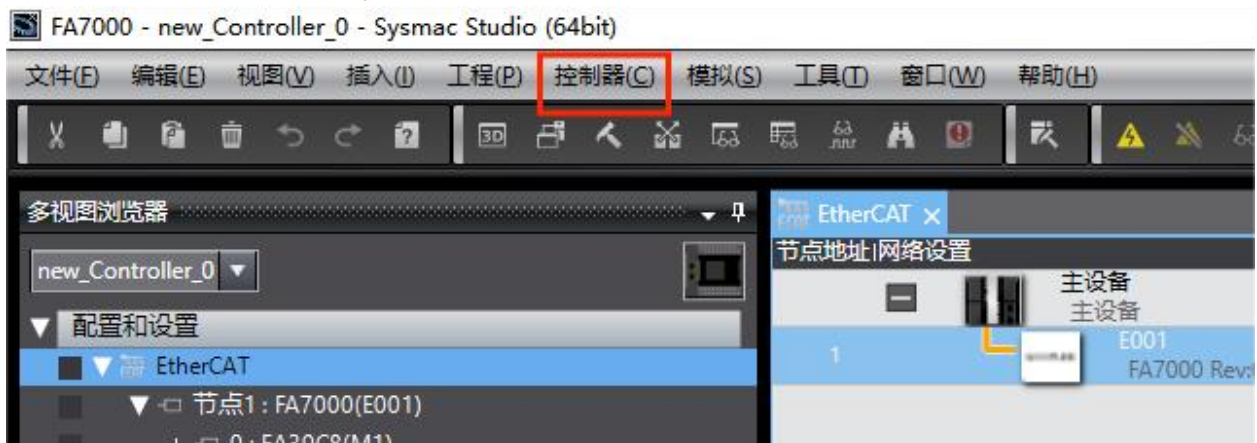 FA7000 - new_Controller_0 - Sysmac Studio (64bit)
文件(F) 编辑(E) 视图(V) 插入(I) 工程(P) 控制器(C) 模拟(S) 工具(T) 窗口(W) 帮助(H)
3D
多视图浏览器
new_Controller_0
配置和设置
EtherCAT
节点1 : FA7000(E001)
EtherCAT
节点地址|网络设置
主设备
主设备
1
E001
FA7000 Rev: